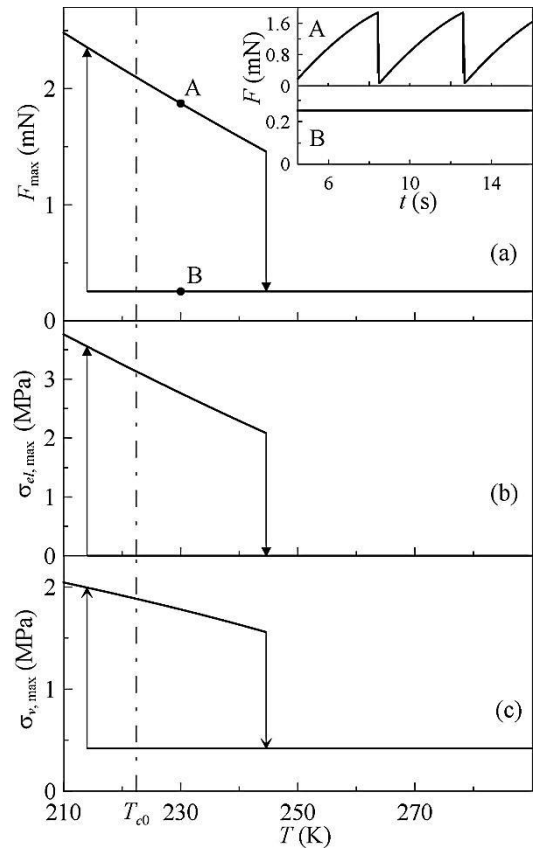 2
1
0
F_max (mN)
A
B
(a)
A
B
1.6
0.8
0
0.2
0
F (mN)
6 10 14
t (s)
3
2
1
0
σ_el, max (MPa)
(b)
2
1
0
σ_v, max (MPa)
(c)
210 T_c0 230 250 270
T (K)